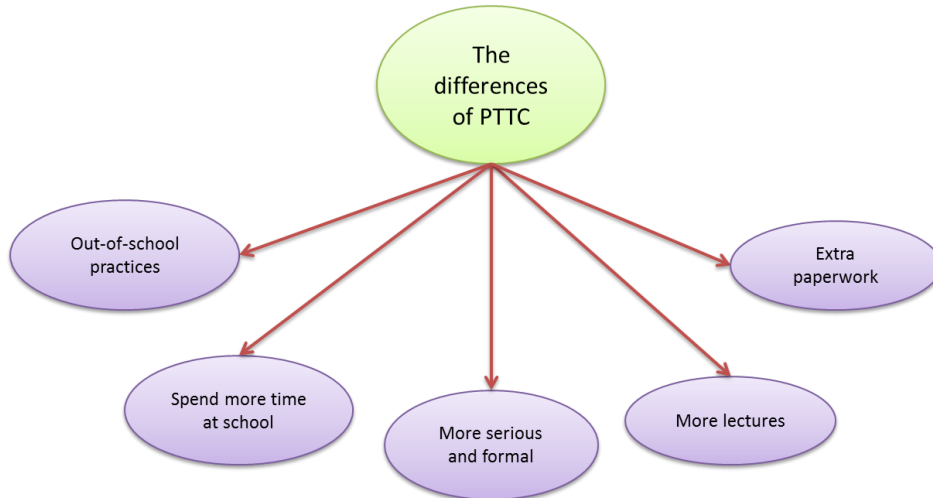 The
differences
of PTTC
Out-of-school
practices
Extra
paperwork
Spend more time
at school
More serious
and formal
More lectures